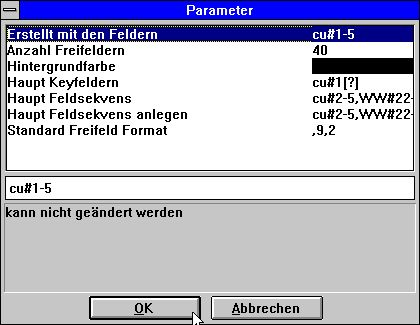 Parameter
Erstellt mit den Feldern cu#1-5
Anzahl Freifeldern 40
Hintergrundfarbe
Haupt Keyfeldern cu#1[?]
Haupt Feldsekvens cu#2-5,WW#22-
Haupt Feldsekvens anlegen cu#2-5,WW#22-
Standard Freifeld Format ,9,2
cu#1-5
kann nicht geändert werden
OK Abbrechen